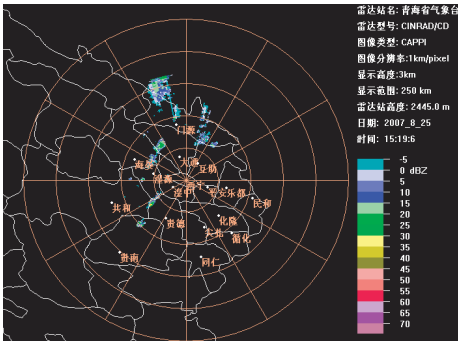 雷达站名: 青海省气象台
雷达型号: CINRAD/CD
图像类型: CAPPI
图像分辨率:1km/pixel
显示高度:3km
显示范围: 250 km
雷达站高度: 2445.0 m
日期: 2007_8_25
时间: 15:19:6
-5
0 dBZ
5
10
15
20
25
30
35
40
45
50
55
60
65
70
门源
海晏
大通
互助
湟源
湟中
平安乐都
民和
共和
贵德
化隆
循化
贵南
同仁